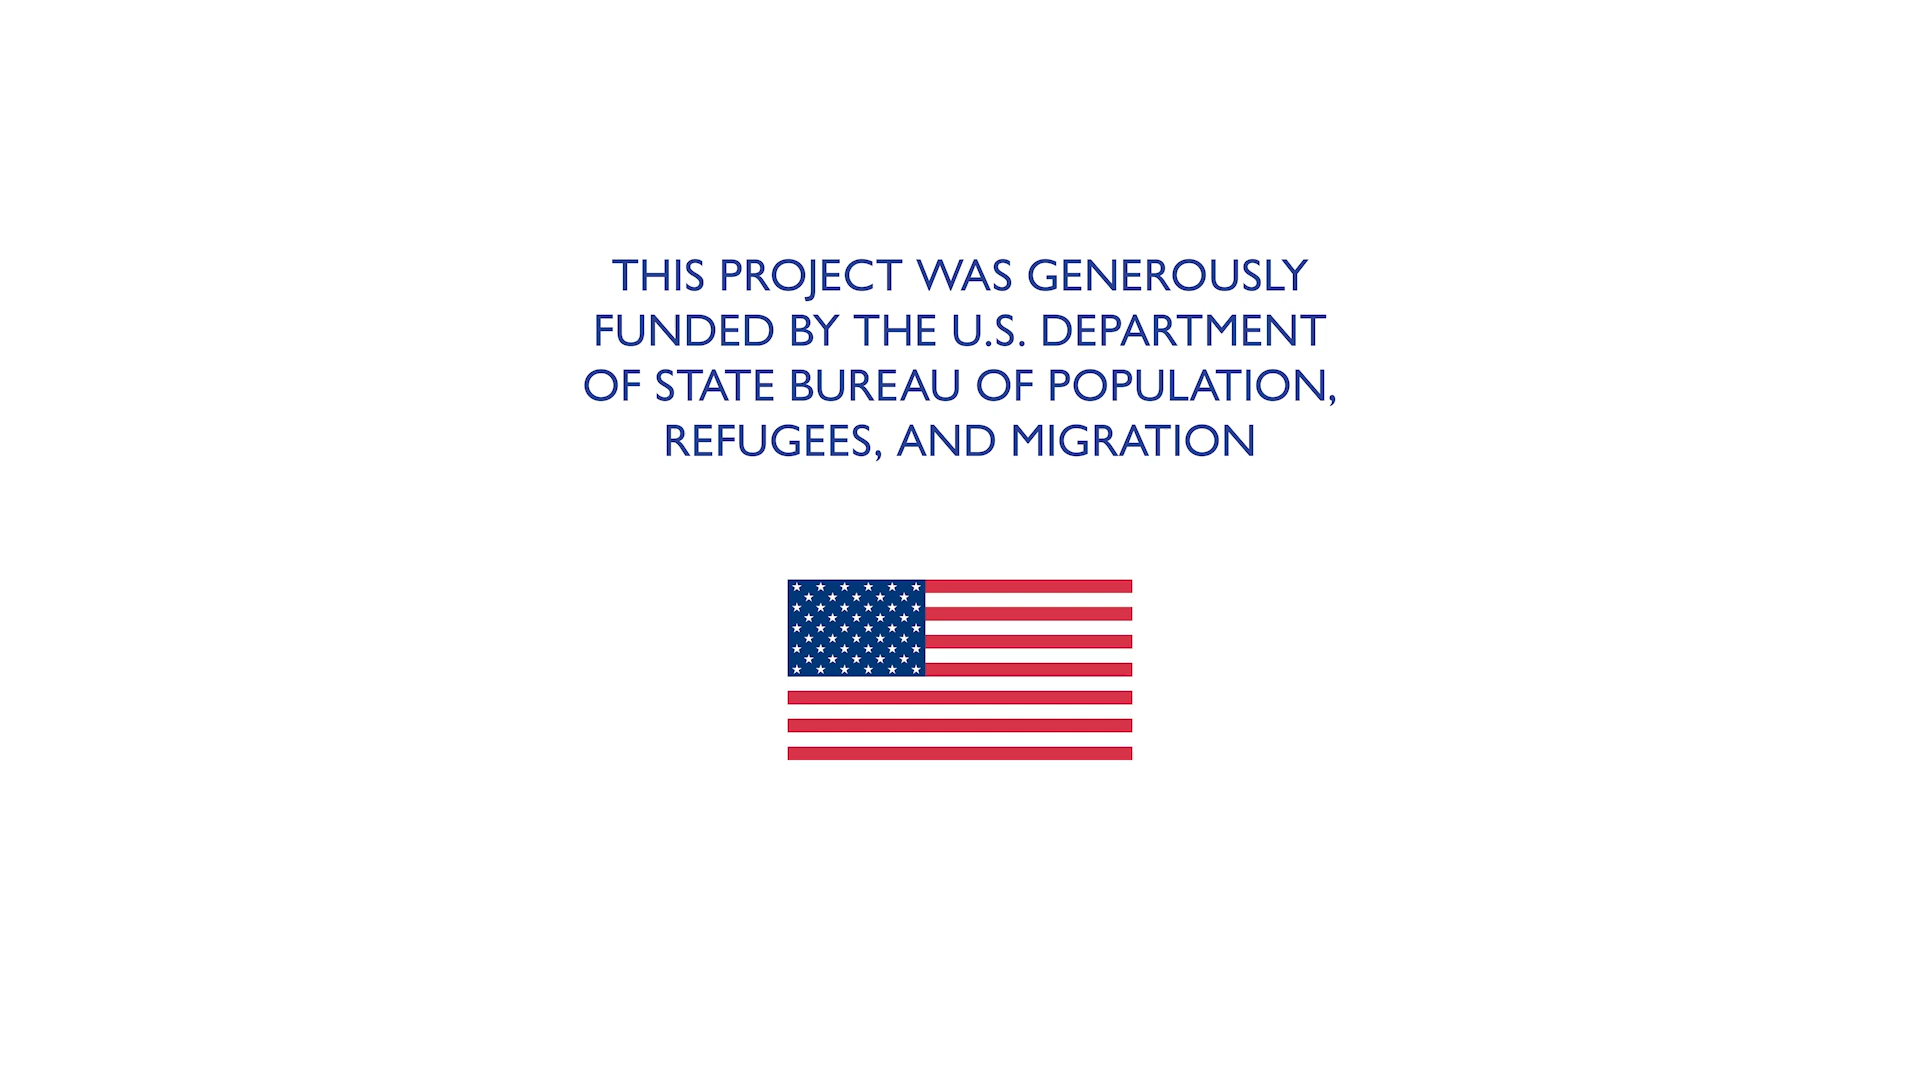 THIS PROJECT WAS GENEROUSLY
FUNDED BY THE U.S. DEPARTMENT
OF STATE BUREAU OF POPULATION,
REFUGEES, AND MIGRATION